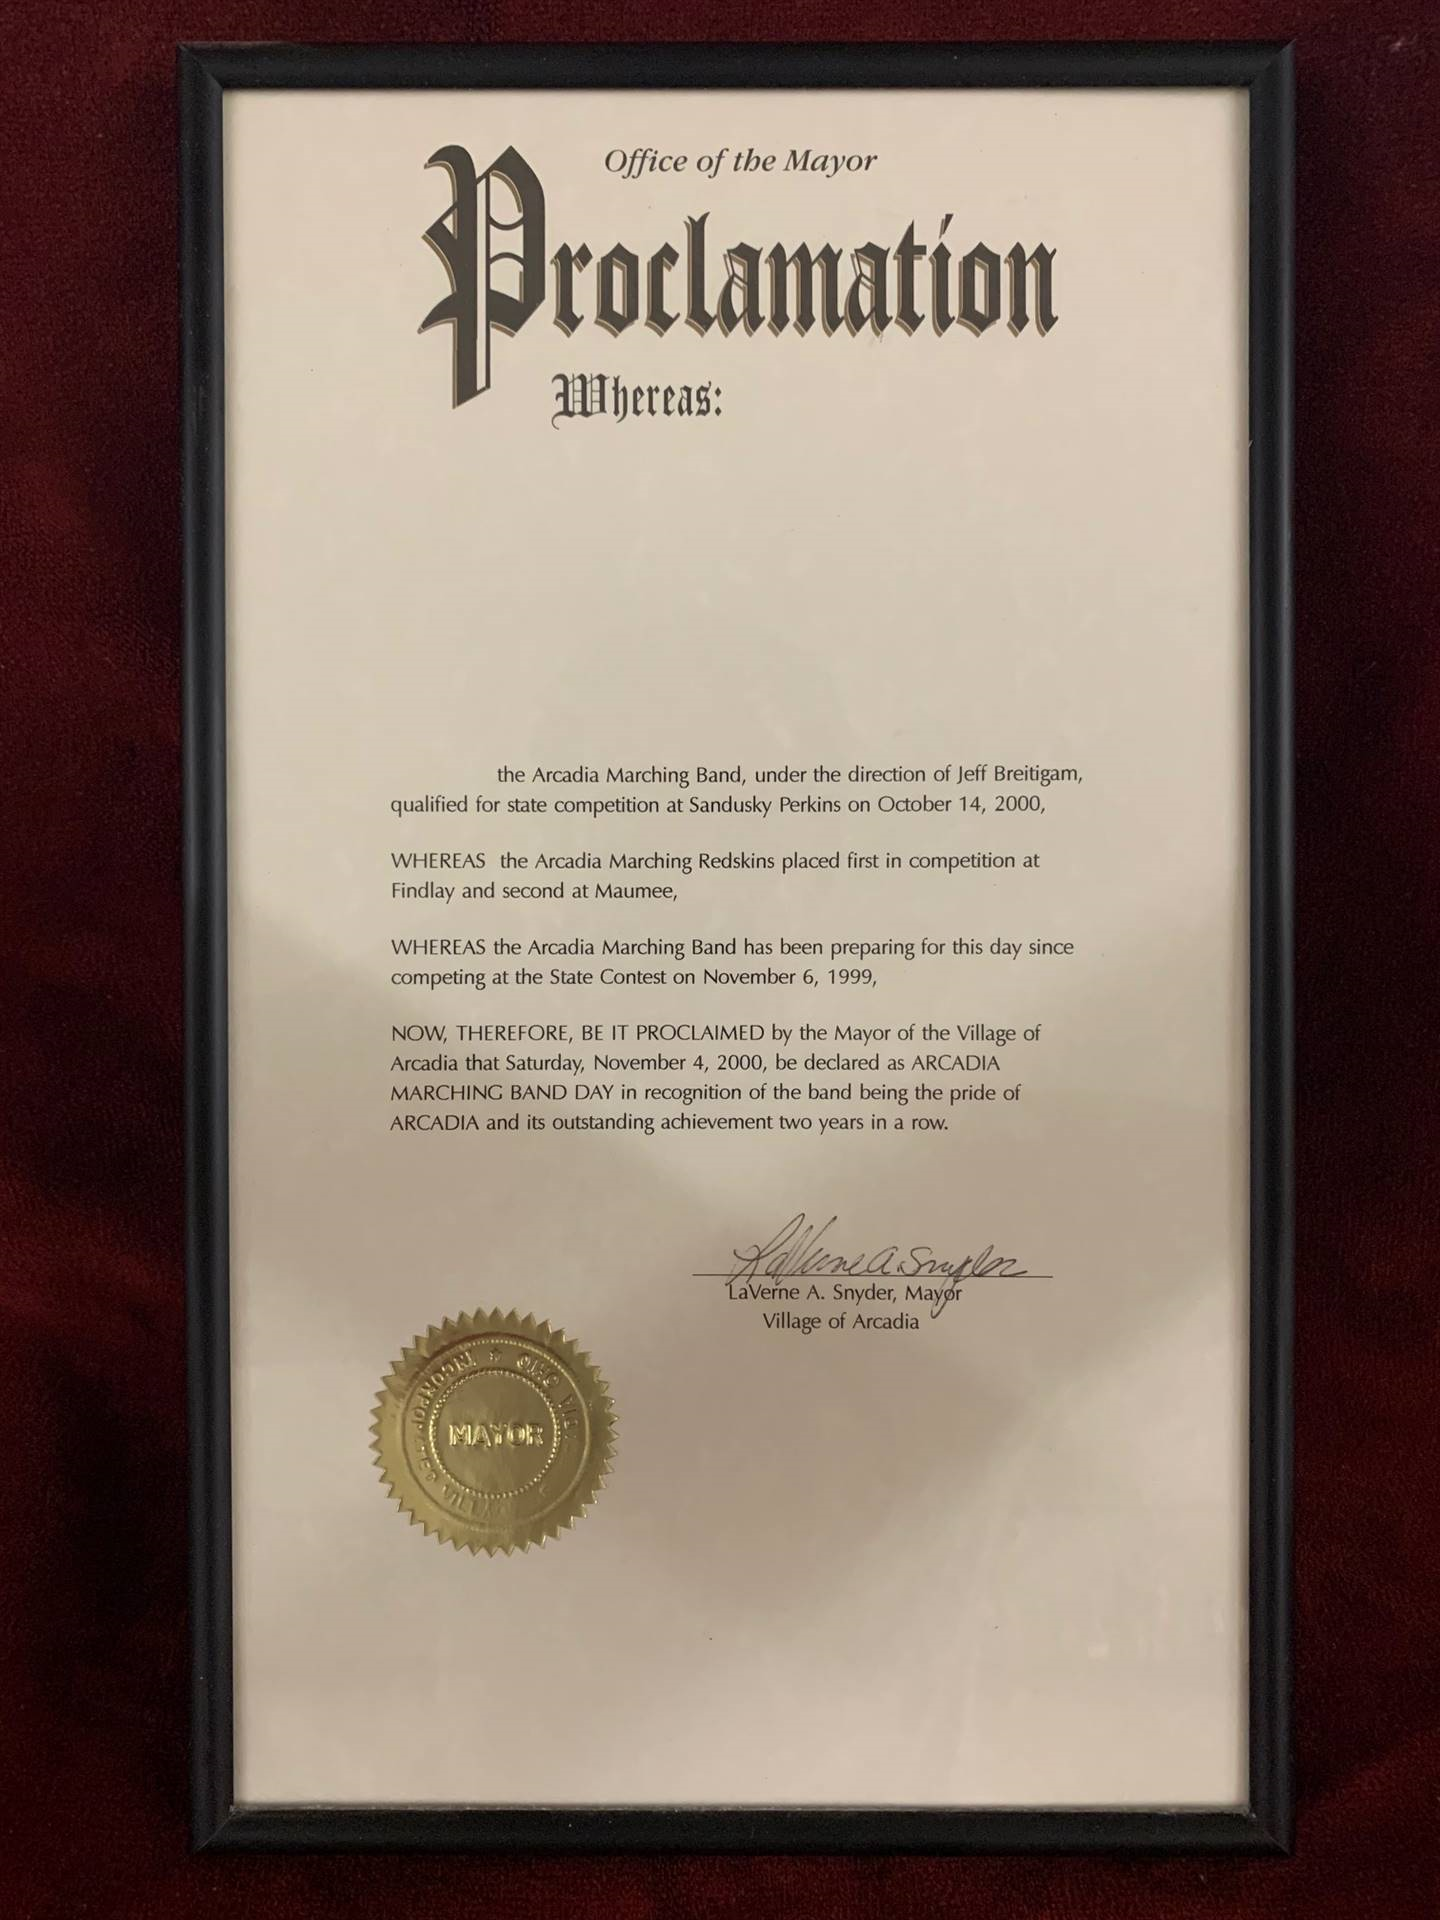 Office of the Mayor
Proclamation
Whereas:
the Arcadia Marching Band, under the direction of Jeff Breitigam,
qualified for state competition at Sandusky Perkins on October 14, 2000,
WHEREAS the Arcadia Marching Redskins placed first in competition at
Findlay and second at Maumee,
WHEREAS the Arcadia Marching Band has been preparing for this day since
competing at the State Contest on November 6, 1999,
NOW, THEREFORE, BE IT PROCLAIMED by the Mayor of the Village of
Arcadia that Saturday, November 4, 2000, be declared as ARCADIA
MARCHING BAND DAY in recognition of the band being the pride of
ARCADIA and its outstanding achievement two years in a row.
LaVerne A. Snyder
LaVerne A. Snyder, Mayor
Village of Arcadia
OHIO
MAYOR